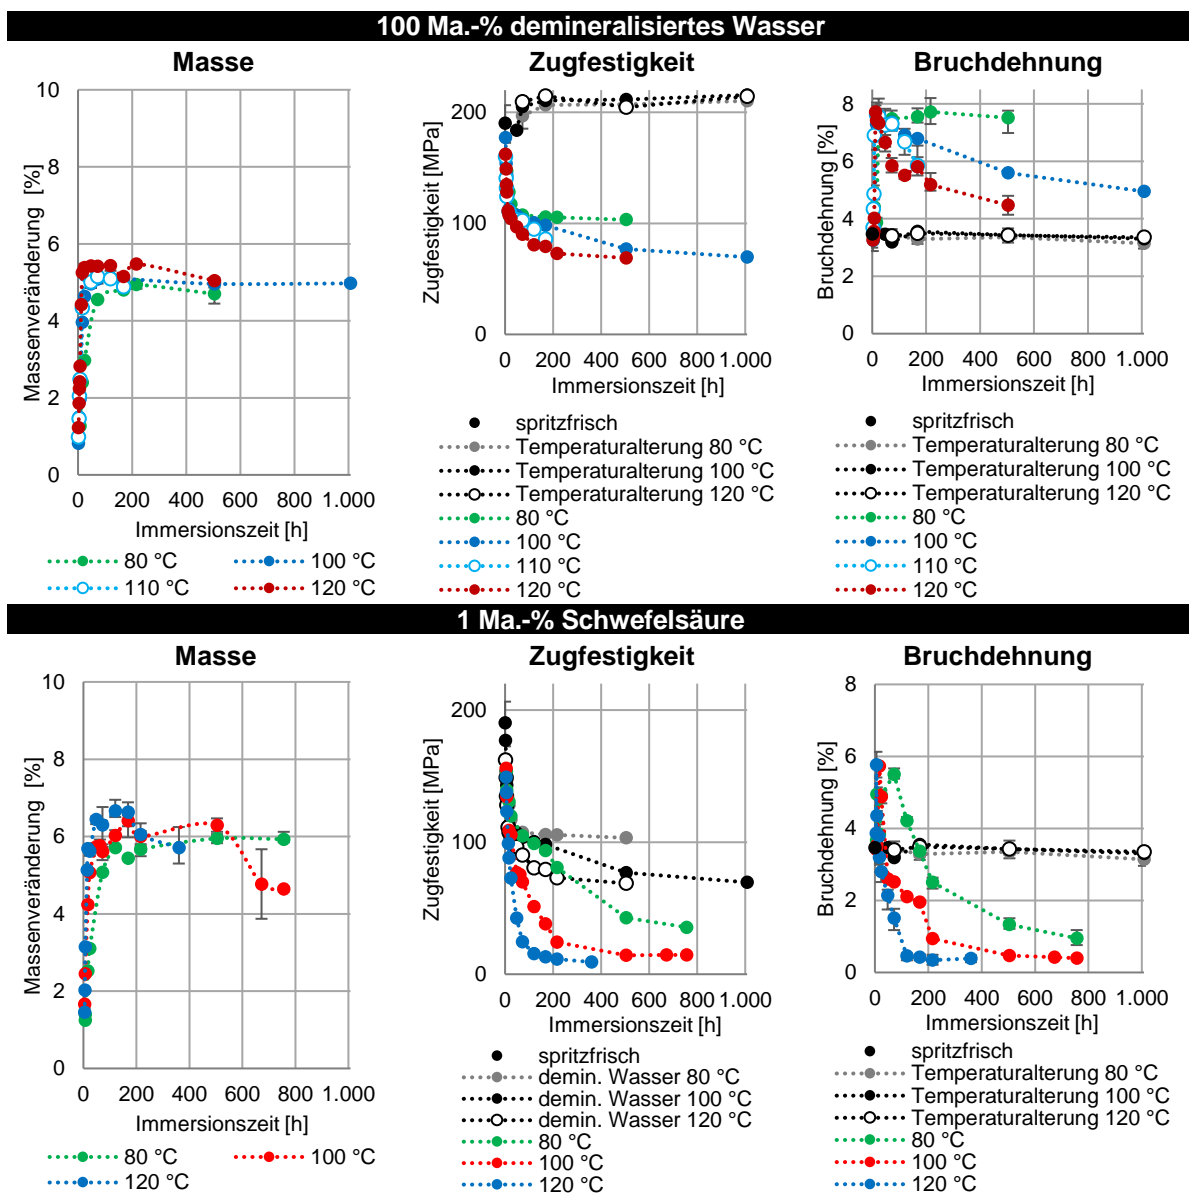 100 Ma.-% demineralisiertes Wasser
Masse
Massenveränderung [%]
10
8
6
4
2
0
0 200 400 600 800 1.000
Immersionszeit [h]
80 °C 100 °C
110 °C 120 °C
Zugfestigkeit
Zugfestigkeit [MPa]
200
100
0
0 200 400 600 800 1.000
Immersionszeit [h]
spritzfrisch
Temperaturalterung 80 °C
Temperaturalterung 100 °C
Temperaturalterung 120 °C
80 °C
100 °C
110 °C
120 °C
Bruchdehnung
Bruchdehnung [%]
8
6
4
2
0
0 200 400 600 800 1.000
Immersionszeit [h]
spritzfrisch
Temperaturalterung 80 °C
Temperaturalterung 100 °C
Temperaturalterung 120 °C
80 °C
100 °C
110 °C
120 °C
1 Ma.-% Schwefelsäure
Masse
Massenveränderung [%]
10
8
6
4
2
0
0 200 400 600 800 1.000
Immersionszeit [h]
80 °C 100 °C
120 °C
Zugfestigkeit
Zugfestigkeit [MPa]
200
100
0
0 200 400 600 800 1.000
Immersionszeit [h]
spritzfrisch
demin. Wasser 80 °C
demin. Wasser 100 °C
demin. Wasser 120 °C
80 °C
100 °C
120 °C
Bruchdehnung
Bruchdehnung [%]
8
6
4
2
0
0 200 400 600 800 1.000
Immersionszeit [h]
spritzfrisch
Temperaturalterung 80 °C
Temperaturalterung 100 °C
Temperaturalterung 120 °C
80 °C
100 °C
120 °C